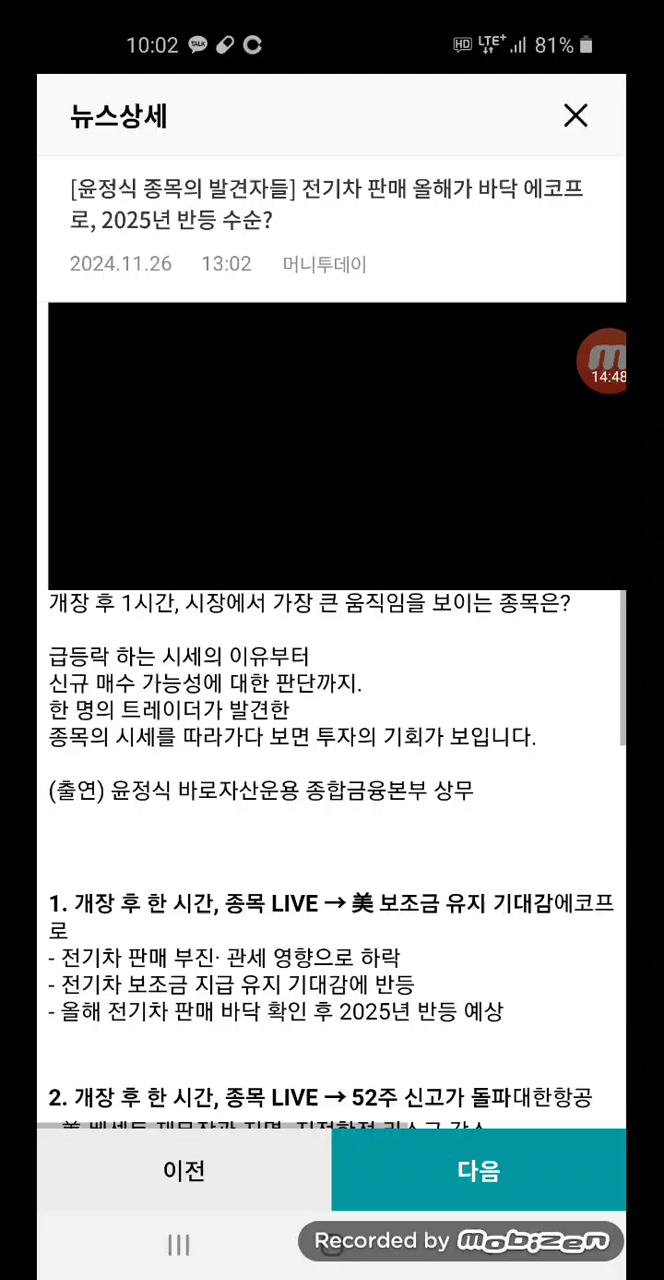 10:02 TALK HD LTE+ 81%
뉴스상세
[윤정식 종목의 발견자들] 전기차 판매 올해가 바닥 에코프
로, 2025년 반등 수순?
2024.11.26 13:02 머니투데이
14:48
개장 후 1시간, 시장에서 가장 큰 움직임을 보이는 종목은?
급등락 하는 시세의 이유부터
신규 매수 가능성에 대한 판단까지.
한 명의 트레이더가 발견한
종목의 시세를 따라가다 보면 투자의 기회가 보입니다.
(출연) 윤정식 바로자산운용 종합금융본부 상무
1. 개장 후 한 시간, 종목 LIVE → 美 보조금 유지 기대감에코프
로
- 전기차 판매 부진· 관세 영향으로 하락
- 전기차 보조금 지급 유지 기대감에 반등
- 올해 전기차 판매 바닥 확인 후 2025년 반등 예상
2. 개장 후 한 시간, 종목 LIVE → 52주 신고가 돌파대한항공
이전 다음
Recorded by mobizen